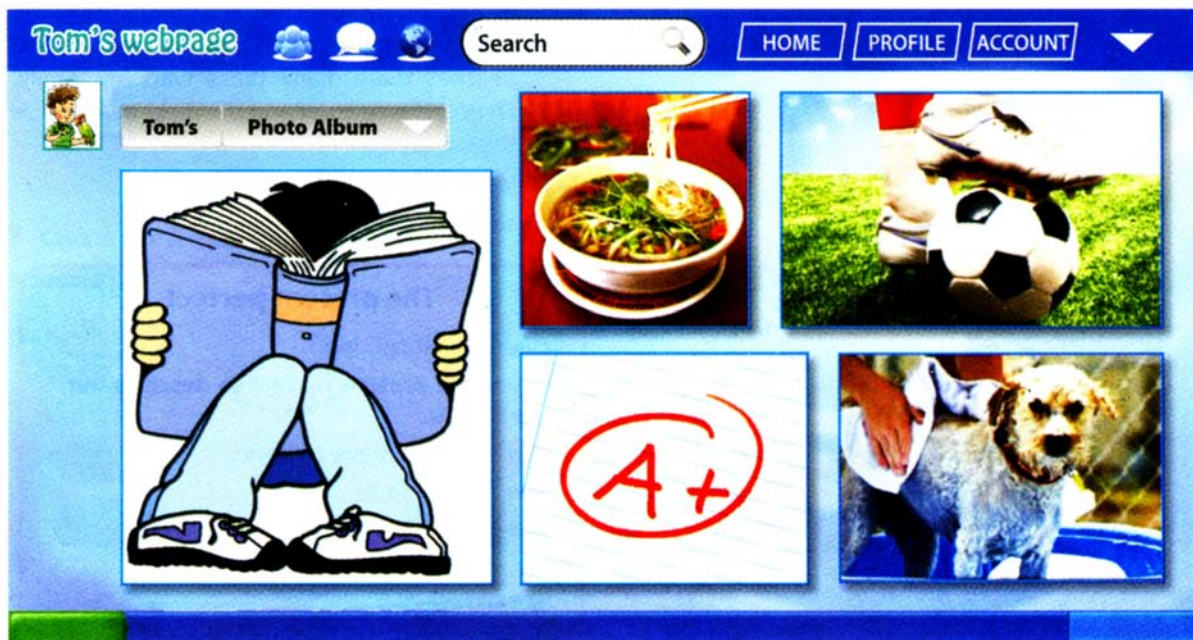 Tom's webpage
Search
HOME
PROFILE
ACCOUNT
Tom's Photo Album
A+